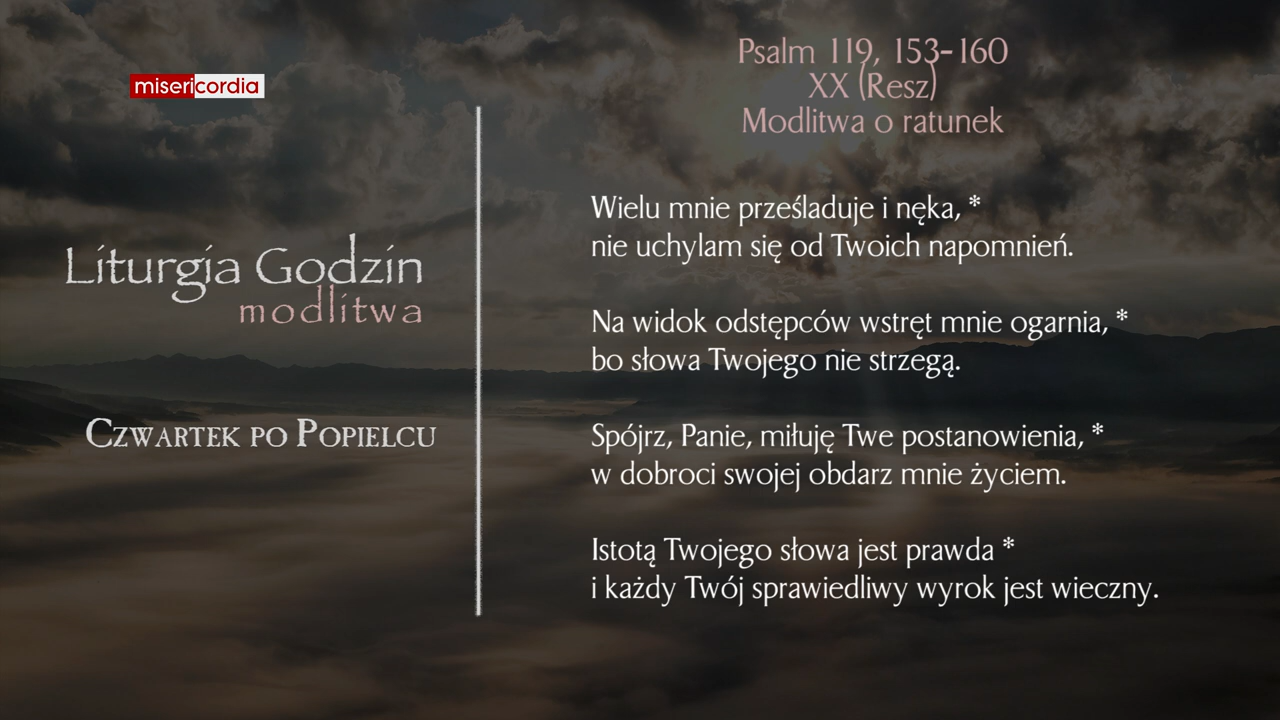 misericordia
Liturgia Godzin
modlitwa
Czwartek po Popielcu
Psalm 119, 153-160
XX (Resz)
Modlitwa o ratunek
Wielu mnie prześladuje i nęka, *
nie uchylam się od Twoich napomnień.
Na widok odstępców wstręt mnie ogarnia, *
bo słowa Twojego nie strzegą.
Spójrz, Panie, miłuję Twe postanowienia, *
w dobroci swojej obdarz mnie życiem.
Istotą Twojego słowa jest prawda *
i każdy Twój sprawiedliwy wyrok jest wieczny.